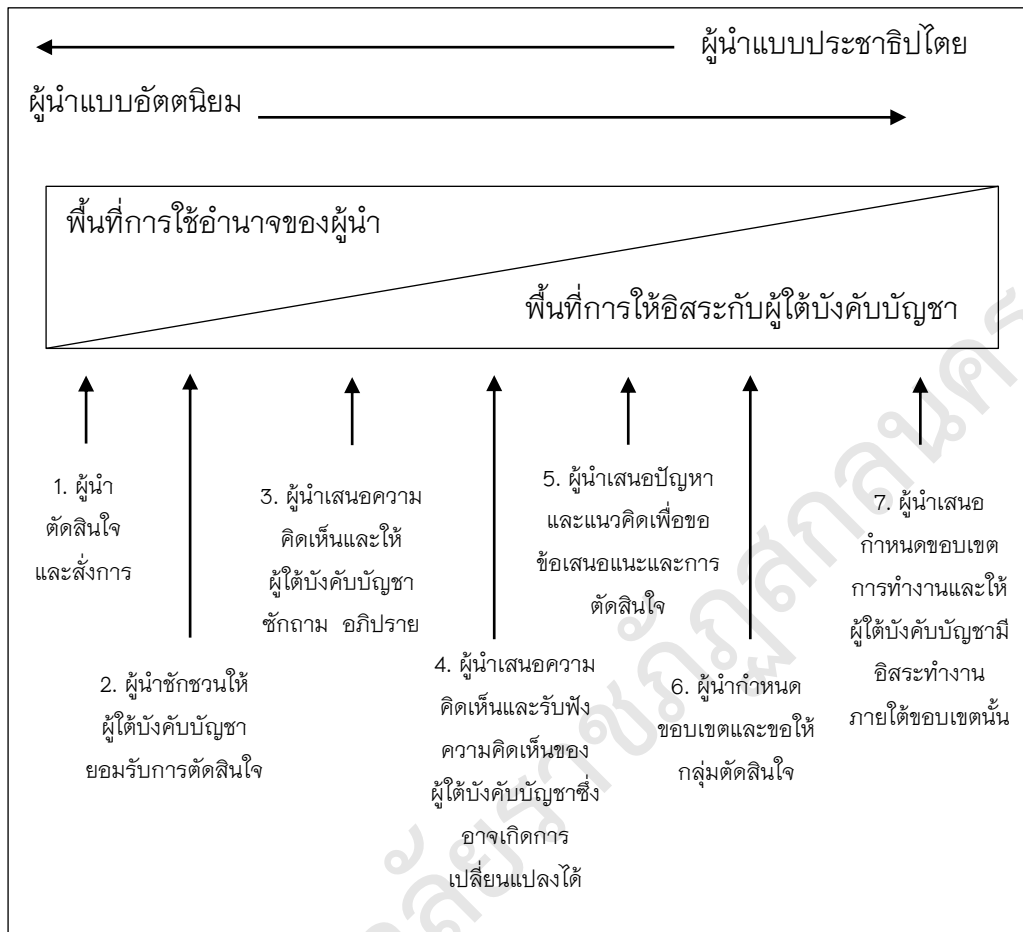 ผู้นำแบบประชาธิปไตย
ผู้นำแบบอัตตนิยม
พื้นที่การใช้อำนาจของผู้นำ
พื้นที่การให้อิสระกับผู้ใต้บังคับบัญชา
1. ผู้นำ
ตัดสินใจ
และสั่งการ
2. ผู้นำชักชวนให้
ผู้ใต้บังคับบัญชา
ยอมรับการตัดสินใจ
3. ผู้นำเสนอความ
คิดเห็นและให้
ผู้ใต้บังคับบัญชา
ซักถาม อภิปราย
4. ผู้นำเสนอความ
คิดเห็นและรับฟัง
ความคิดเห็นของ
ผู้ใต้บังคับบัญชาซึ่ง
อาจเกิดการ
เปลี่ยนแปลงได้
5. ผู้นำเสนอปัญหา
และแนวคิดเพื่อขอ
ข้อเสนอแนะและการ
ตัดสินใจ
6. ผู้นำกำหนด
ขอบเขตและขอให้
กลุ่มตัดสินใจ
7. ผู้นำเสนอ
กำหนดขอบเขต
การทำงานและให้
ผู้ใต้บังคับบัญชามี
อิสระทำงาน
ภายใต้ขอบเขตนั้น